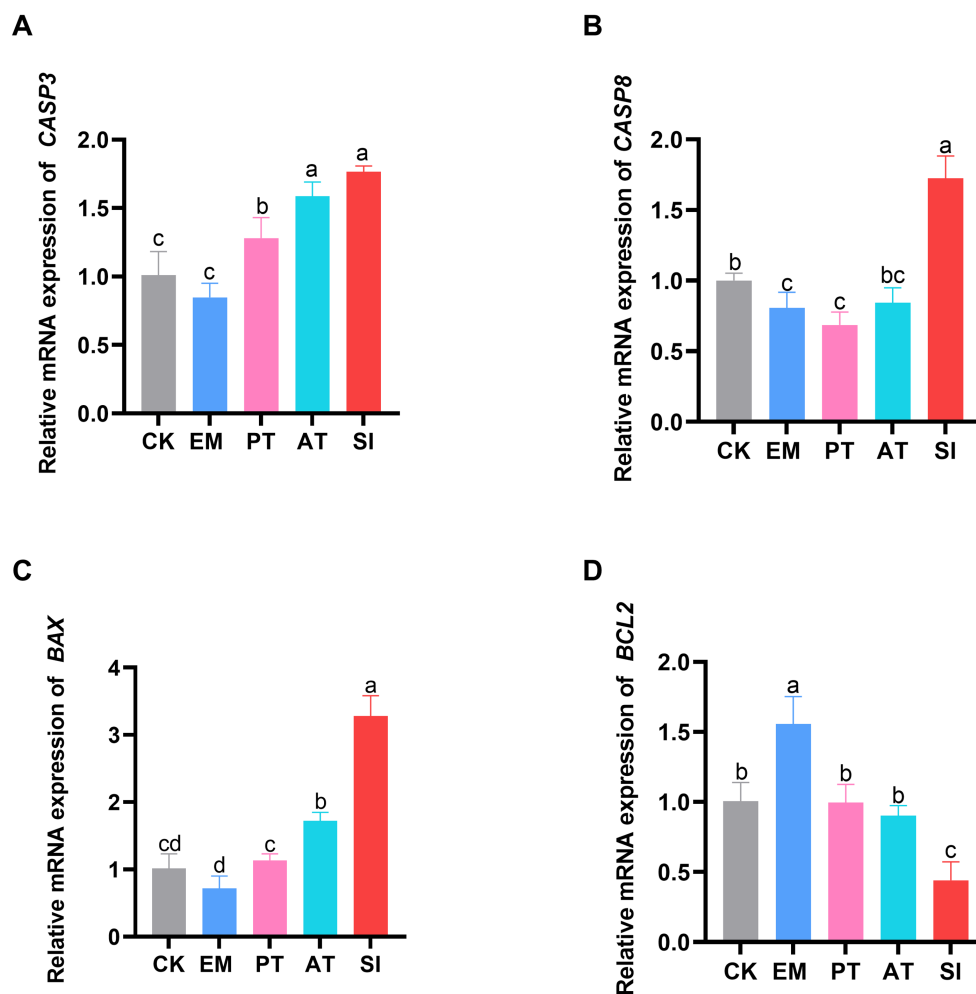 A
Relative mRNA expression of CASP3
2.0
1.5
1.0
0.5
0.0
c
c
b
a
a
CK EM PT AT SI
B
Relative mRNA expression of CASP8
2.0
1.5
1.0
0.5
0.0
b
c
c
bc
a
CK EM PT AT SI
C
Relative mRNA expression of BAX
4
3
2
1
0
cd
d
c
b
a
CK EM PT AT SI
D
Relative mRNA expression of BCL2
2.0
1.5
1.0
0.5
0.0
b
a
b
b
c
CK EM PT AT SI